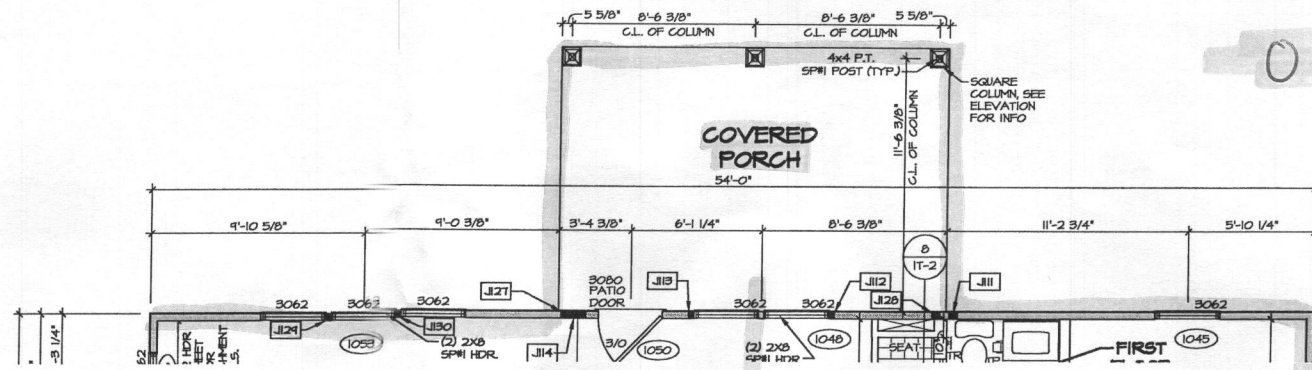 5 5/8" 8'-6 3/8" 8'-6 3/8" 5 5/8"
C.L. OF COLUMN C.L. OF COLUMN
4x4 P.T.
SP#1 POST (TYP.)
SQUARE
COLUMN, SEE
ELEVATION
FOR INFO
11'-6 3/8"
C.L. OF COLUMN
COVERED
PORCH
54'-0"
9'-10 5/8" 9'-0 3/8" 3'-4 3/8" 6'-1 1/4" 8'-6 3/8" 11'-2 3/4" 5'-10 1/4"
8
IT-2
J127
3080
PATIO
DOOR
J113
J112
J128
J111
3062 3062 3062 3062 3062 3062
J129
J130
1053
(2) 2X8
SP#1 HDR.
J114
3/0
1050
(2) 2X8
SP#1 HDR
1048
SEAT
FIRST
1045
-3 1/4"
62